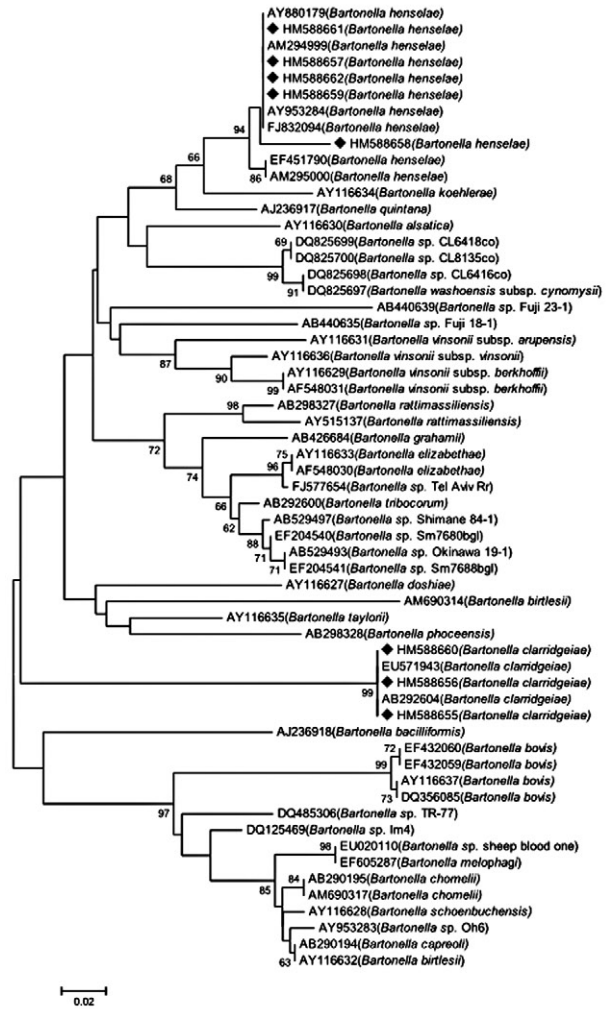 AY880179(Bartonella henselae)
HM588661(Bartonella henselae)
AM294999(Bartonella henselae)
HM588657(Bartonella henselae)
HM588662(Bartonella henselae)
HM588659(Bartonella henselae)
AY953284(Bartonella henselae)
FJ832094(Bartonella henselae)
94
HM588658(Bartonella henselae)
EF451790(Bartonella henselae)
66
86
AM295000(Bartonella henselae)
68
AY116634(Bartonella koehlerae)
AJ236917(Bartonella quintana)
AY116630(Bartonella alsatica)
69
DQ825699(Bartonella sp. CL6418co)
DQ825700(Bartonella sp. CL8135co)
99
DQ825698(Bartonella sp. CL6416co)
91
DQ825697(Bartonella washoensis subsp. cynomysii)
AB440639(Bartonella sp. Fuji 23-1)
AB440635(Bartonella sp. Fuji 18-1)
AY116631(Bartonella vinsonii subsp. arupensis)
87
AY116636(Bartonella vinsonii subsp. vinsonii)
90
AY116629(Bartonella vinsonii subsp. berkhoffii)
99
AF548031(Bartonella vinsonii subsp. berkhoffii)
98
AB298327(Bartonella rattimassiliensis)
AY515137(Bartonella rattimassiliensis)
72
AB426684(Bartonella grahamii)
75
AY116633(Bartonella elizabethae)
96
AF548030(Bartonella elizabethae)
74
FJ577654(Bartonella sp. Tel Aviv Rr)
66
AB292600(Bartonella tribocorum)
62
AB529497(Bartonella sp. Shimane 84-1)
88
EF204540(Bartonella sp. Sm7680bgl)
71
AB529493(Bartonella sp. Okinawa 19-1)
71
EF204541(Bartonella sp. Sm7688bgl)
AY116627(Bartonella doshiae)
AM690314(Bartonella birtlesii)
AY116635(Bartonella taylorii)
AB298328(Bartonella phoceensis)
HM588660(Bartonella clarridgeiae)
EU571943(Bartonella clarridgeiae)
99
HM588656(Bartonella clarridgeiae)
AB292604(Bartonella clarridgeiae)
HM588655(Bartonella clarridgeiae)
AJ236918(Bartonella bacilliformis)
72
EF432060(Bartonella bovis)
99
EF432059(Bartonella bovis)
AY116637(Bartonella bovis)
73
DQ356085(Bartonella bovis)
97
DQ485306(Bartonella sp. TR-77)
DQ125469(Bartonella sp. Im4)
98
EU020110(Bartonella sp. sheep blood one)
EF605287(Bartonella melophagi)
84
AB290195(Bartonella chomelii)
85
AM690317(Bartonella chomelii)
AY116628(Bartonella schoenbuchensis)
AY953283(Bartonella sp. Oh6)
AB290194(Bartonella capreoli)
63
AY116632(Bartonella birtlesii)
0.02